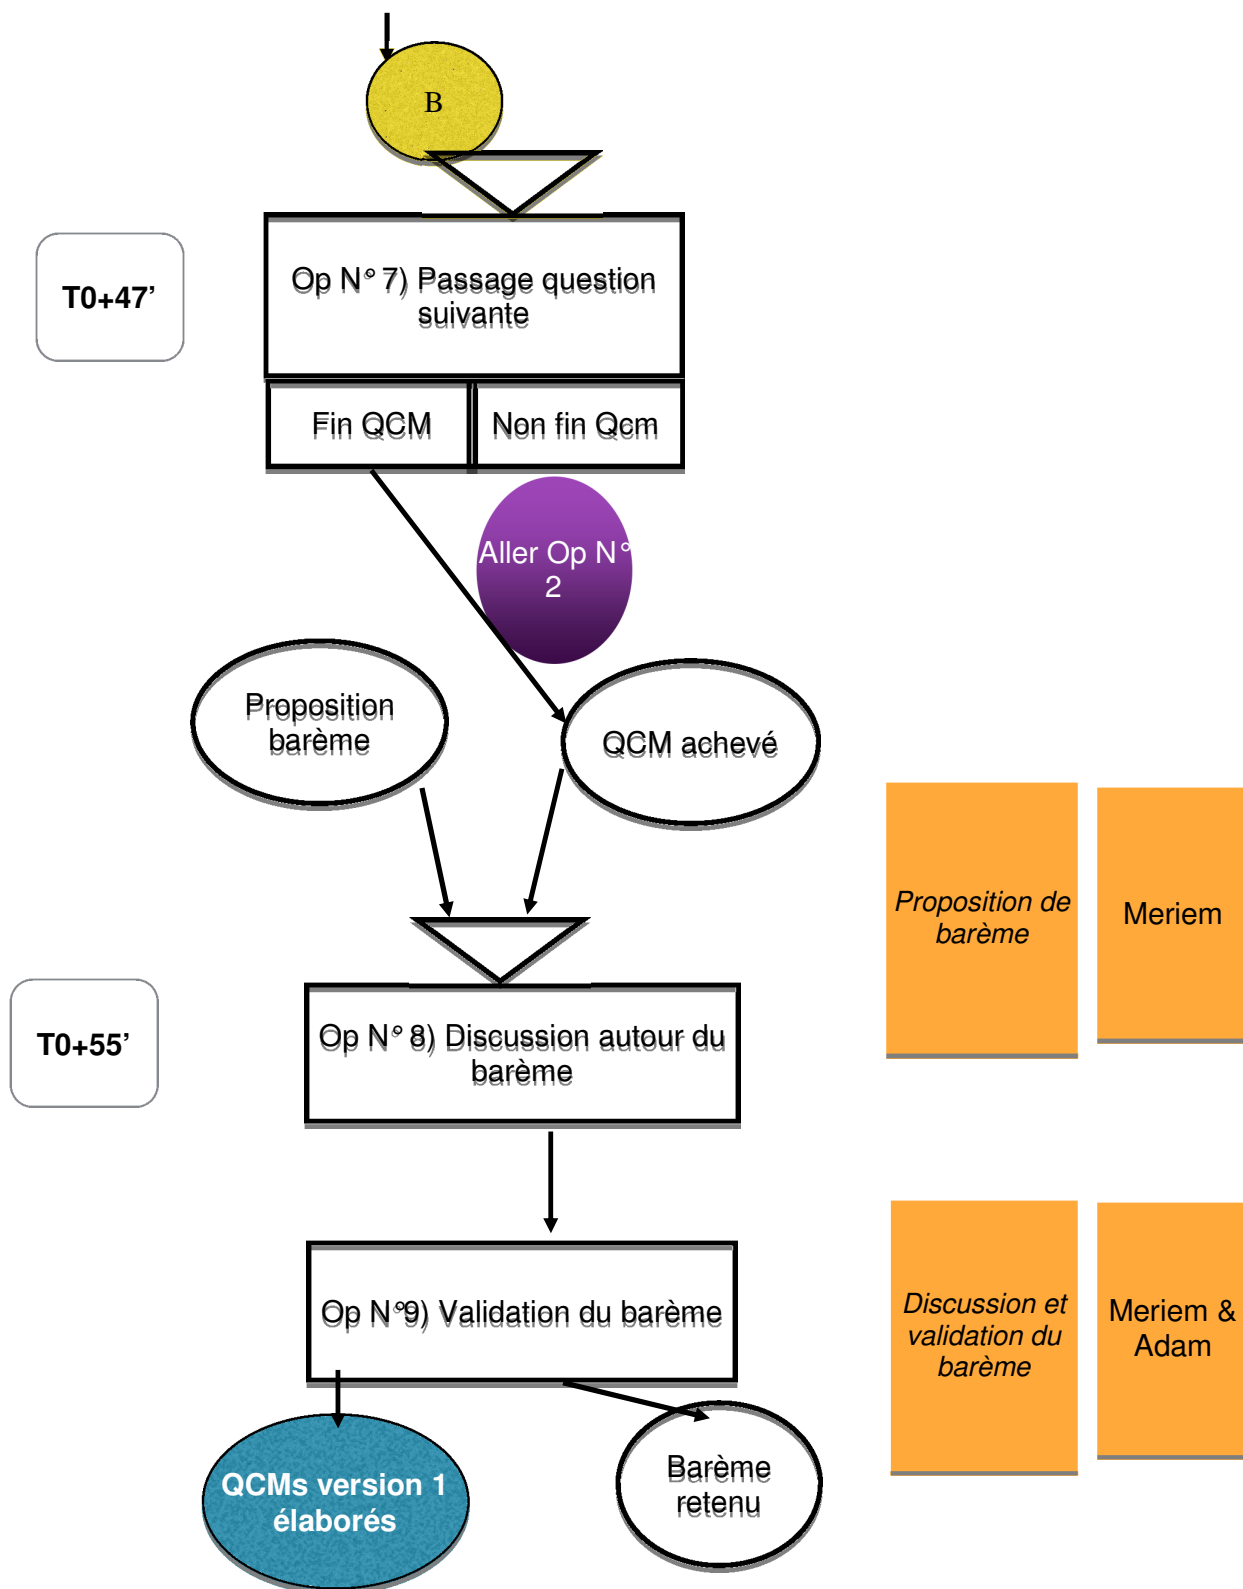 B
T0+47’
Op N° 7) Passage question
suivante
Fin QCM
Non fin Qcm
Aller Op N°
2
Proposition
barème
QCM achevé
Proposition de
barème
Meriem
T0+55’
Op N° 8) Discussion autour du
barème
Op N°9) Validation du barème
Discussion et
validation du
barème
Meriem &
Adam
QCMs version 1
élaborés
Barème
retenu